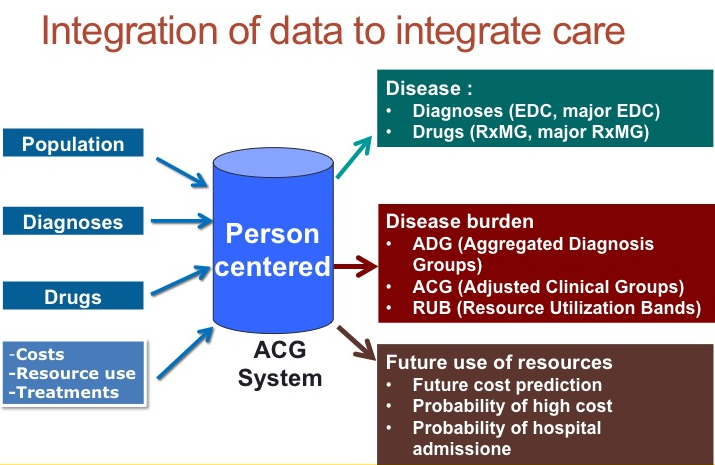 Integration of data to integrate care
Population
Diagnoses
Drugs
-Costs
-Resource use
-Treatments
Person
centered
ACG
System
Disease :
• Diagnoses (EDC, major EDC)
• Drugs (RxMG, major RxMG)
Disease burden
• ADG (Aggregated Diagnosis
Groups)
• ACG (Adjusted Clinical Groups)
• RUB (Resource Utilization Bands)
Future use of resources
• Future cost prediction
• Probability of high cost
• Probability of hospital
admissione